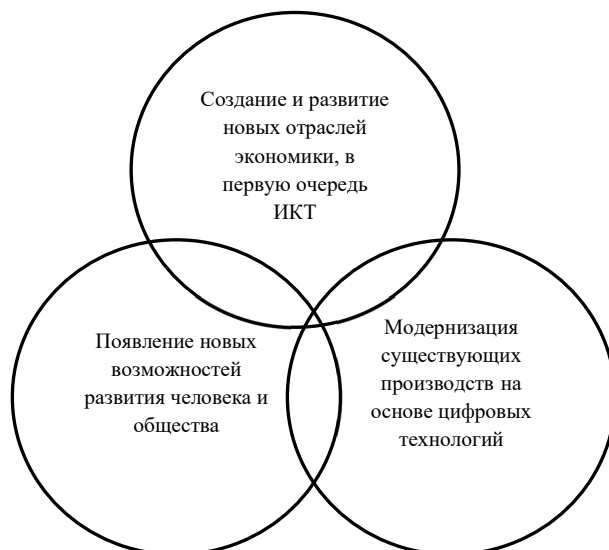 Создание и развитие
новых отраслей
экономики, в
первую очередь
ИКТ
Появление новых
возможностей
развития человека и
общества
Модернизация
существующих
производств на
основе цифровых
технологий